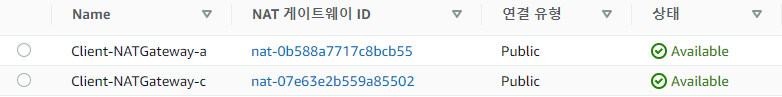 Name NAT 게이트웨이 ID 연결 유형 상태
Client-NATGateway-a nat-0b588a7717c8bcb55 Public Available
Client-NATGateway-c nat-07e63e2b559a85502 Public Available